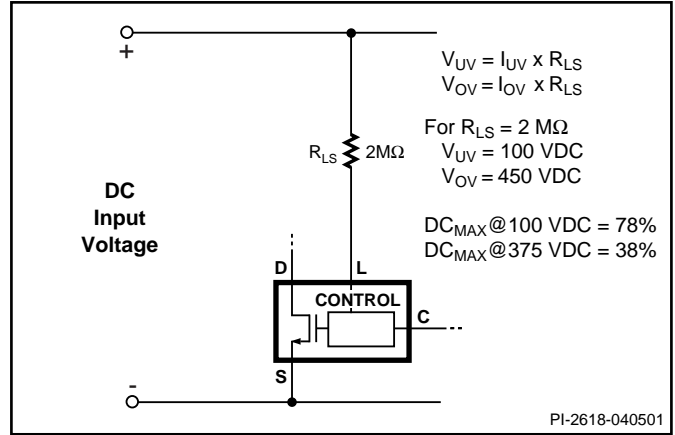 +
V_UV = I_UV x R_LS
V_OV = I_OV x R_LS
For R_LS = 2 MΩ
V_UV = 100 VDC
V_OV = 450 VDC
R_LS 2MΩ
DC
Input
Voltage
DC_MAX@100 VDC = 78%
DC_MAX@375 VDC = 38%
D L
CONTROL
C
S
-
PI-2618-040501